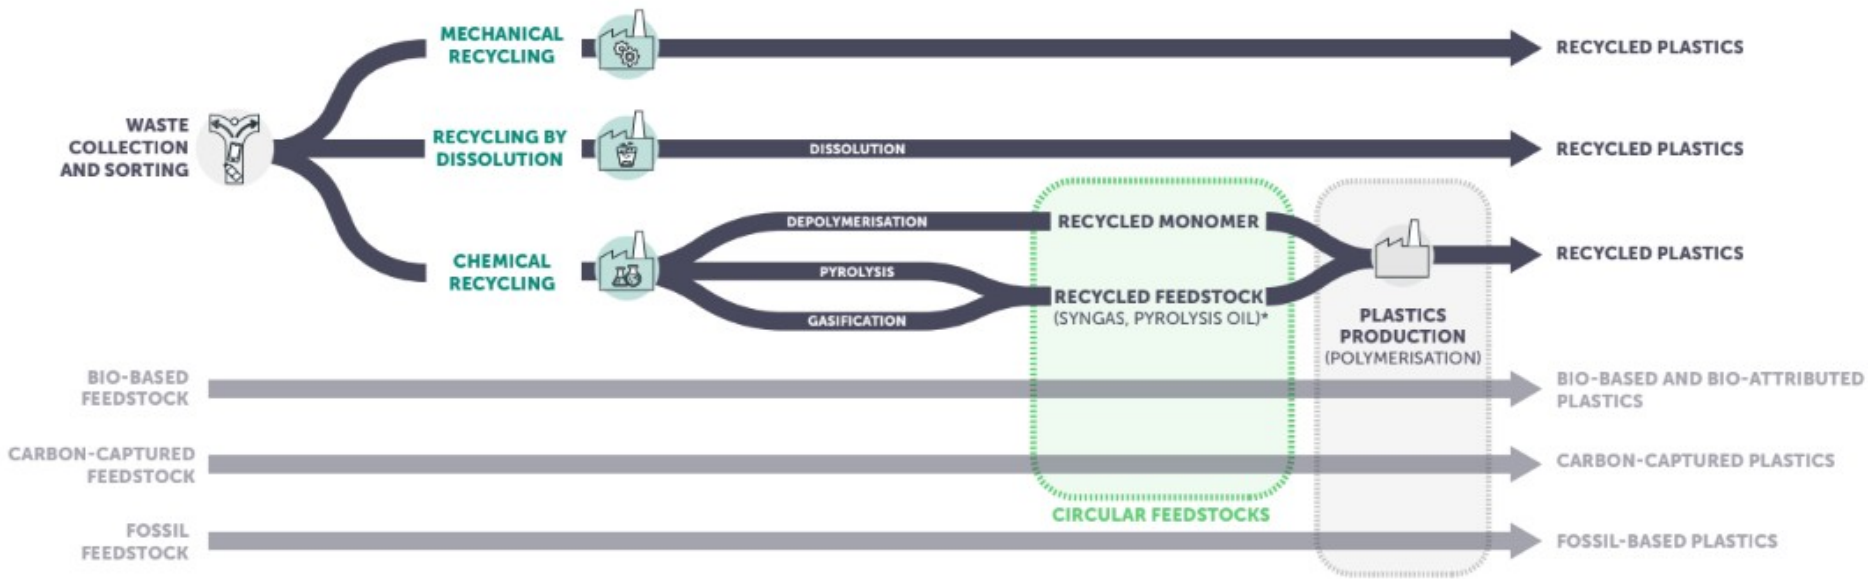 MECHANICAL
RECYCLING
RECYCLED PLASTICS
WASTE
COLLECTION
AND SORTING
RECYCLING BY
DISSOLUTION
DISSOLUTION
RECYCLED PLASTICS
CHEMICAL
RECYCLING
DEPOLYMERISATION
RECYCLED MONOMER
PYROLYSIS
GASIFICATION
RECYCLED FEEDSTOCK
(SYNGAS, PYROLYSIS OIL)*
PLASTICS
PRODUCTION
(POLYMERISATION)
RECYCLED PLASTICS
BIO-BASED
FEEDSTOCK
BIO-BASED AND BIO-ATTRIBUTED
PLASTICS
CARBON-CAPTURED
FEEDSTOCK
CARBON-CAPTURED PLASTICS
CIRCULAR FEEDSTOCKS
FOSSIL
FEEDSTOCK
FOSSIL-BASED PLASTICS